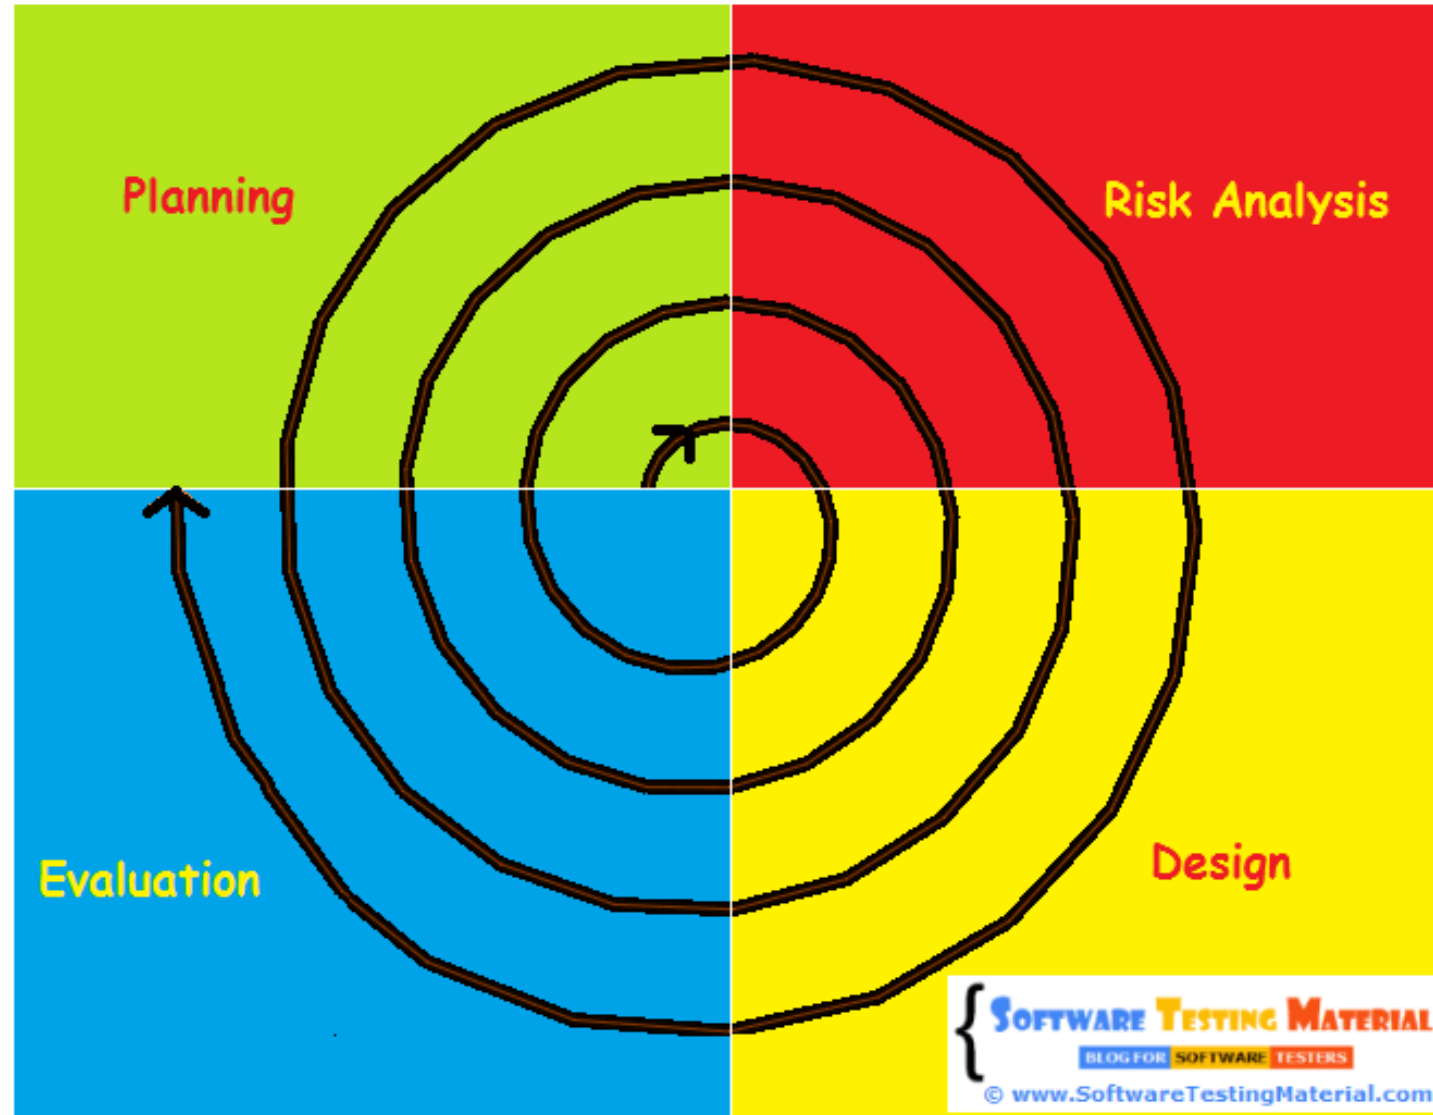 Planning
Risk Analysis
Evaluation
Design
SOFTWARE TESTING MATERIAL
BLOG FOR SOFTWARE TESTERS
© www.SoftwareTestingMaterial.com